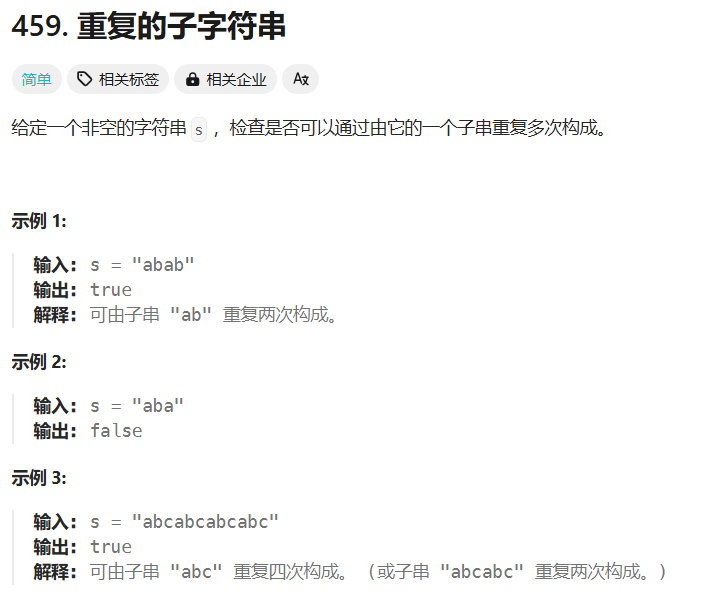 459. 重复的子字符串
简单 相关标签 相关企业 Aㄡ
给定一个非空的字符串 s ，检查是否可以通过由它的一个子串重复多次构成。
示例 1:
输入: s = "abab"
输出: true
解释: 可由子串 "ab" 重复两次构成。
示例 2:
输入: s = "aba"
输出: false
示例 3:
输入: s = "abcabcabcabc"
输出: true
解释: 可由子串 "abc" 重复四次构成。 (或子串 "abcabc" 重复两次构成。)